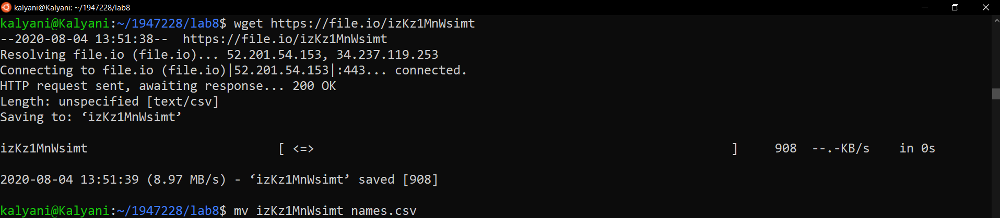 kalyani@Kalyani: ~/1947228/lab8
kalyani@Kalyani:~/1947228/lab8$ wget https://file.io/izKz1MnWsimt
--2020-08-04 13:51:38--  https://file.io/izKz1MnWsimt
Resolving file.io (file.io)... 52.201.54.153, 34.237.119.253
Connecting to file.io (file.io)|52.201.54.153|:443... connected.
HTTP request sent, awaiting response... 200 OK
Length: unspecified [text/csv]
Saving to: ‘izKz1MnWsimt’
izKz1MnWsimt                          [ <=>                                                         ]     908  --.-KB/s    in 0s
2020-08-04 13:51:39 (8.97 MB/s) - ‘izKz1MnWsimt’ saved [908]
kalyani@Kalyani:~/1947228/lab8$ mv izKz1MnWsimt names.csv